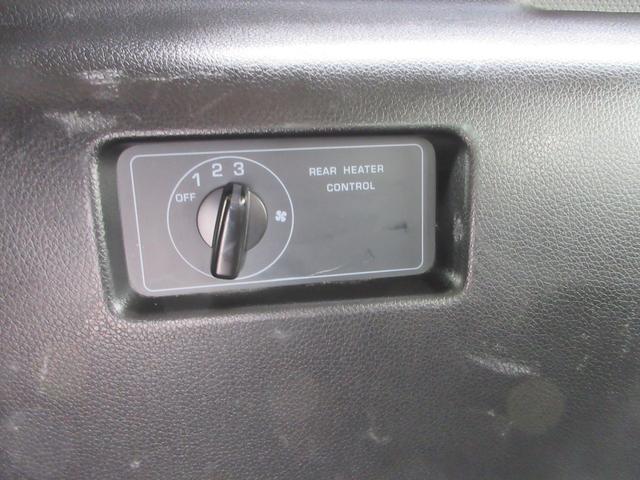 OFF 1 2 3
REAR HEATER
CONTROL